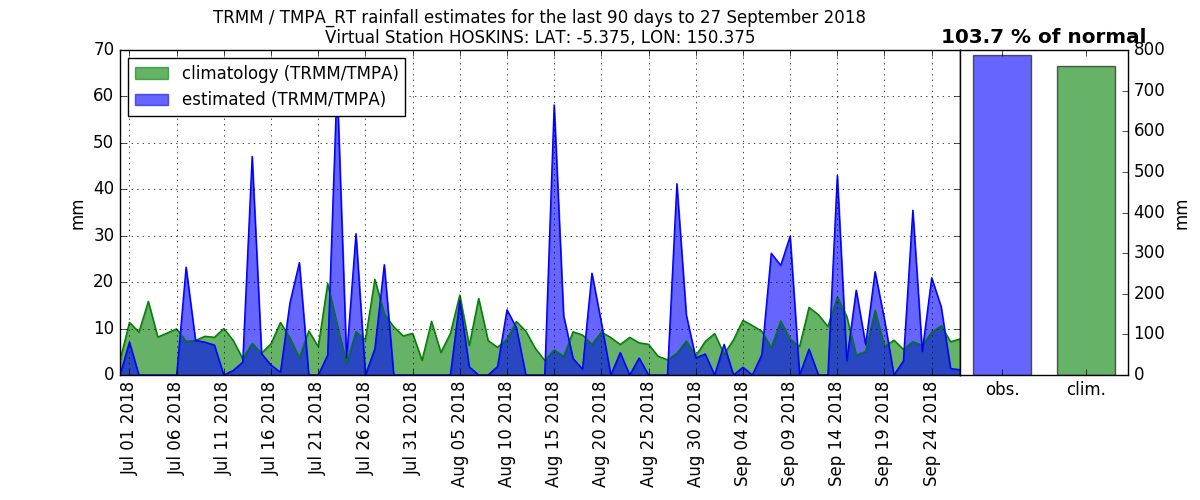 TRMM / TMPA_RT rainfall estimates for the last 90 days to 27 September 2018
Virtual Station HOSKINS: LAT: -5.375, LON: 150.375
103.7 % of normal
climatology (TRMM/TMPA)
estimated (TRMM/TMPA)
70
60
50
40
30
20
10
0
mm
800
700
600
500
400
300
200
100
0
mm
Jul 01 2018
Jul 06 2018
Jul 11 2018
Jul 16 2018
Jul 21 2018
Jul 26 2018
Jul 31 2018
Aug 05 2018
Aug 10 2018
Aug 15 2018
Aug 20 2018
Aug 25 2018
Aug 30 2018
Sep 04 2018
Sep 09 2018
Sep 14 2018
Sep 19 2018
Sep 24 2018
obs.
clim.